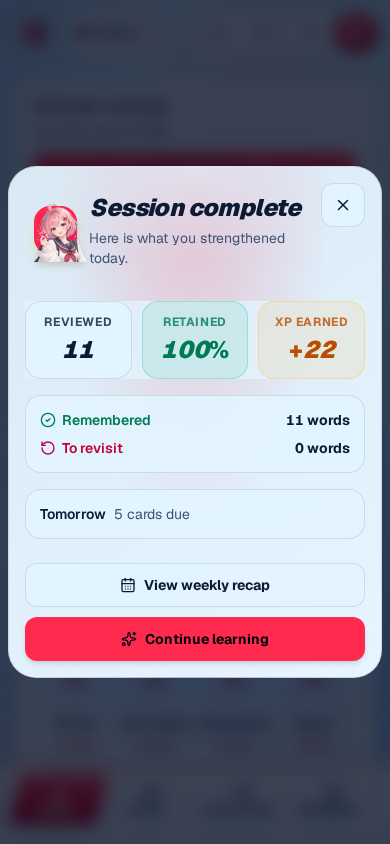 Session complete
Here is what you strengthened
today.
REVIEWED
11
RETAINED
100%
XP EARNED
+22
Remembered 11 words
To revisit 0 words
Tomorrow 5 cards due
View weekly recap
Continue learning